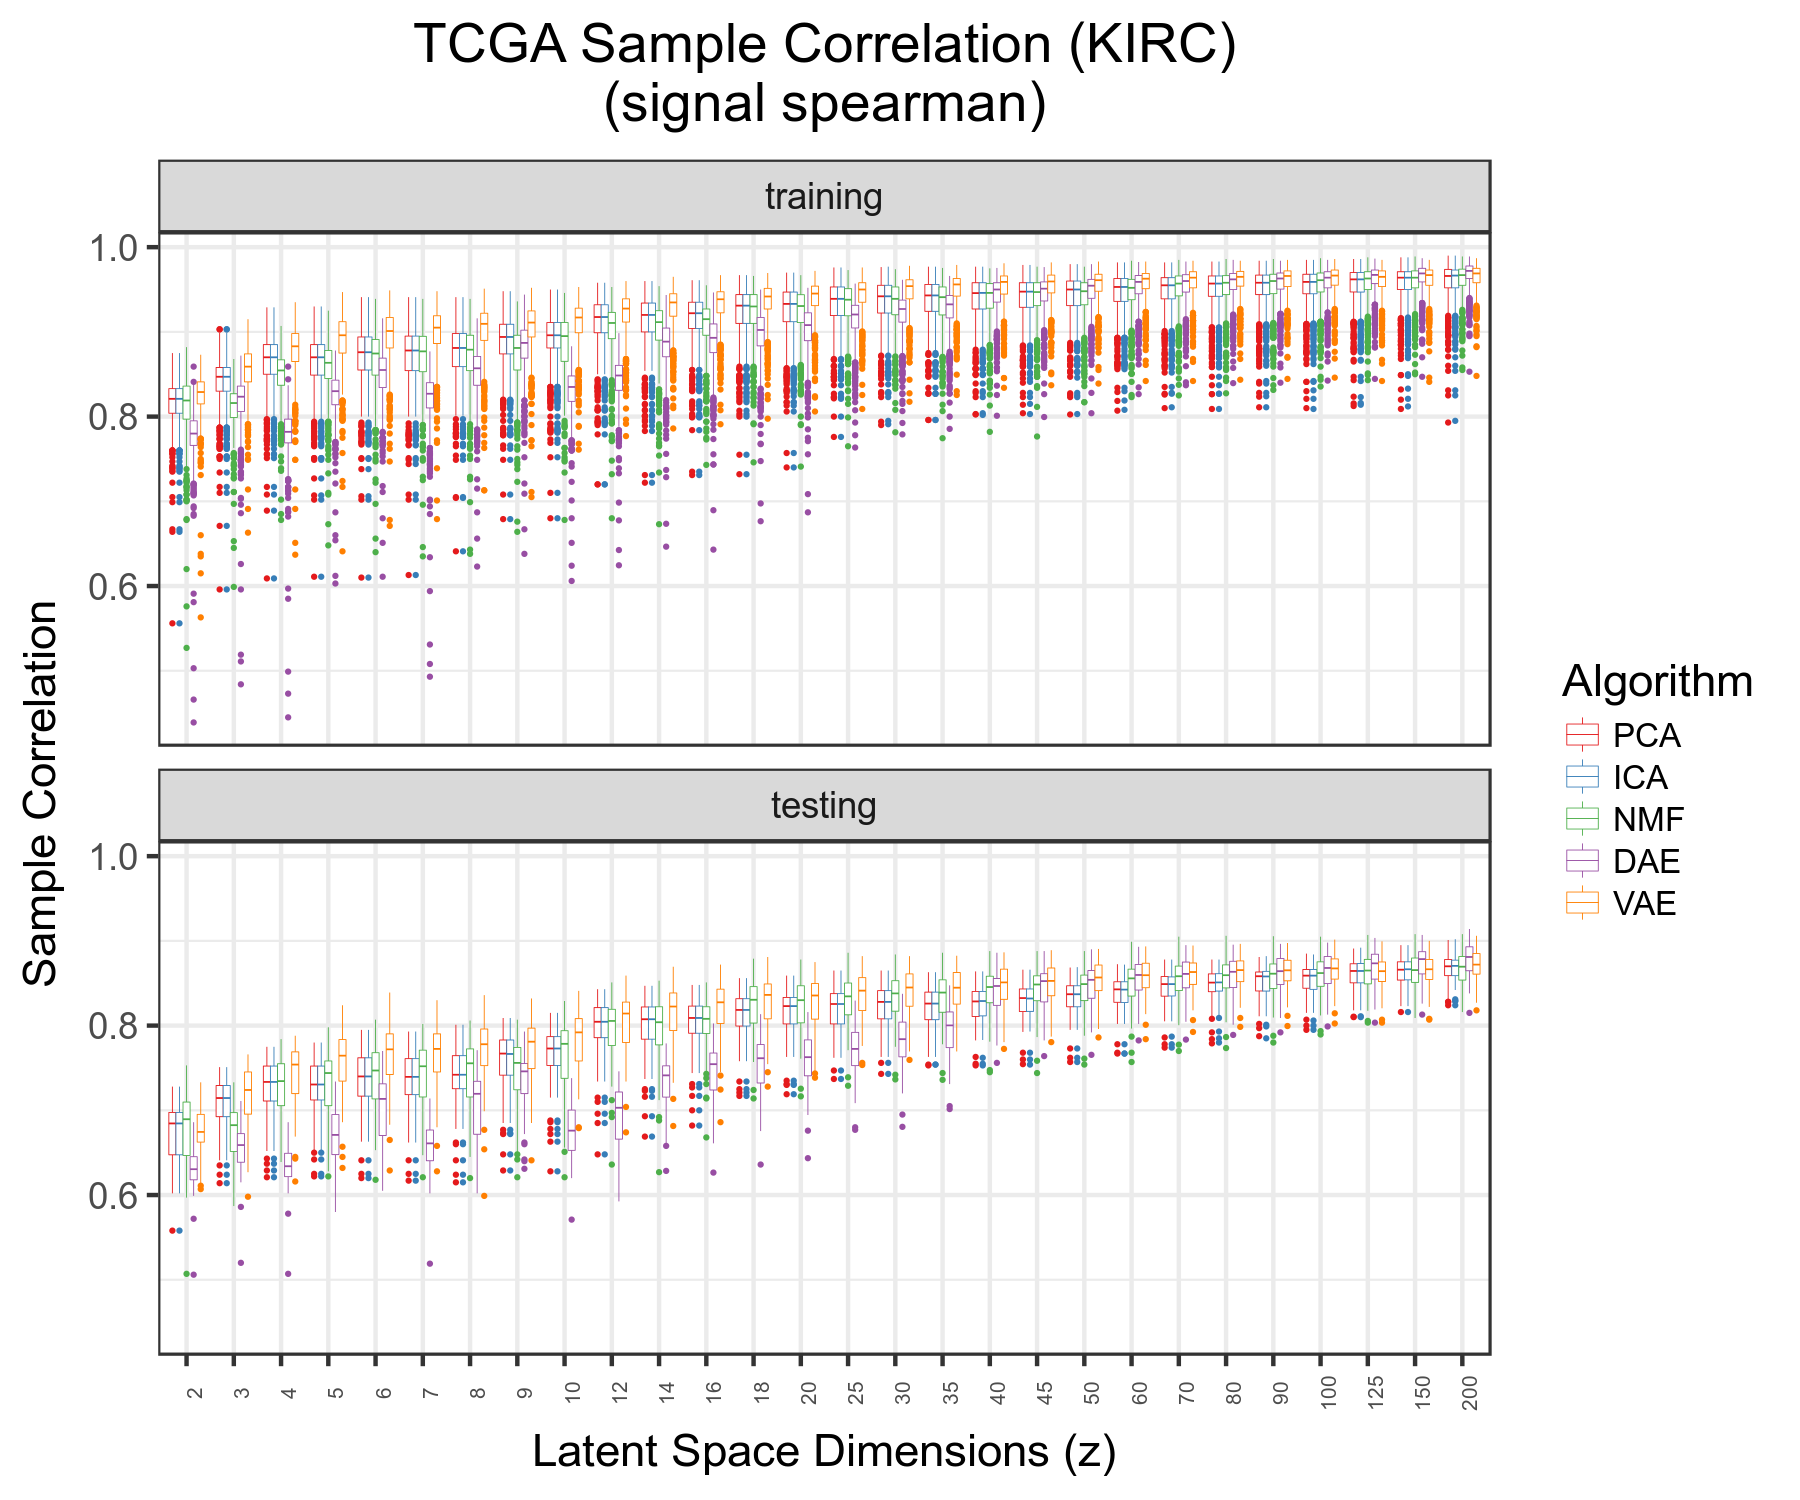 TCGA Sample Correlation (KIRC)
(signal spearman)
training
1.0
0.8
0.6
testing
1.0
0.8
0.6
Sample Correlation
2 3 4 5 6 7 8 9 10 12 14 16 18 20 25 30 35 40 45 50 60 70 80 90 100 125 150 200
Latent Space Dimensions (z)
Algorithm
PCA
ICA
NMF
DAE
VAE